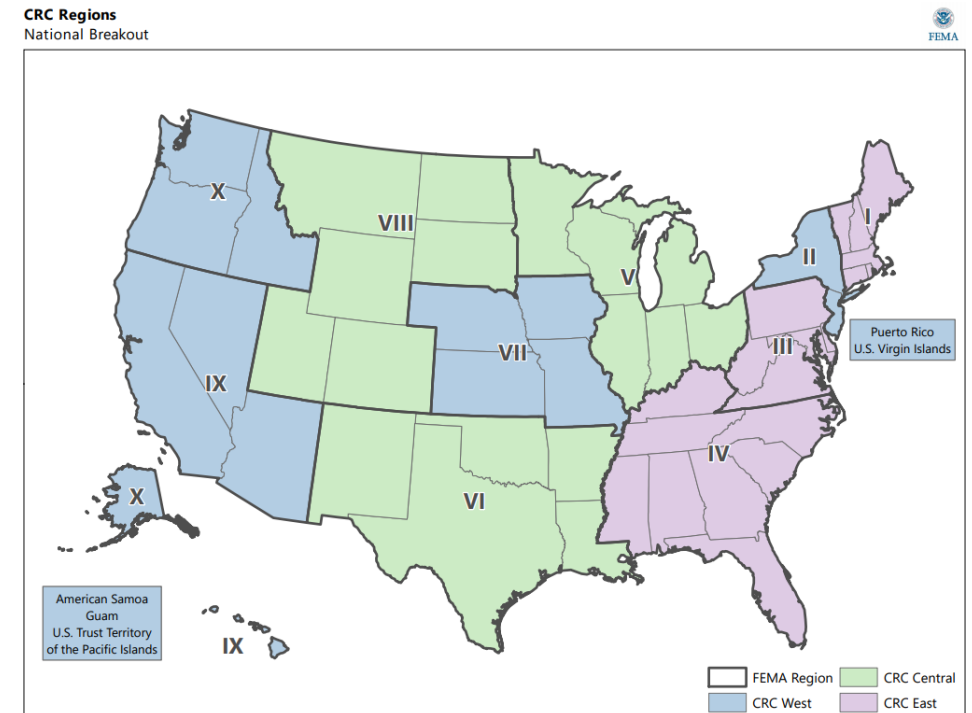 CRC Regions
National Breakout
FEMA
X
VIII
I
II
V
III
VII
IX
IV
VI
X
IX
Puerto Rico
U.S. Virgin Islands
American Samoa
Guam
U.S. Trust Territory
of the Pacific Islands
FEMA Region
CRC Central
CRC West
CRC East